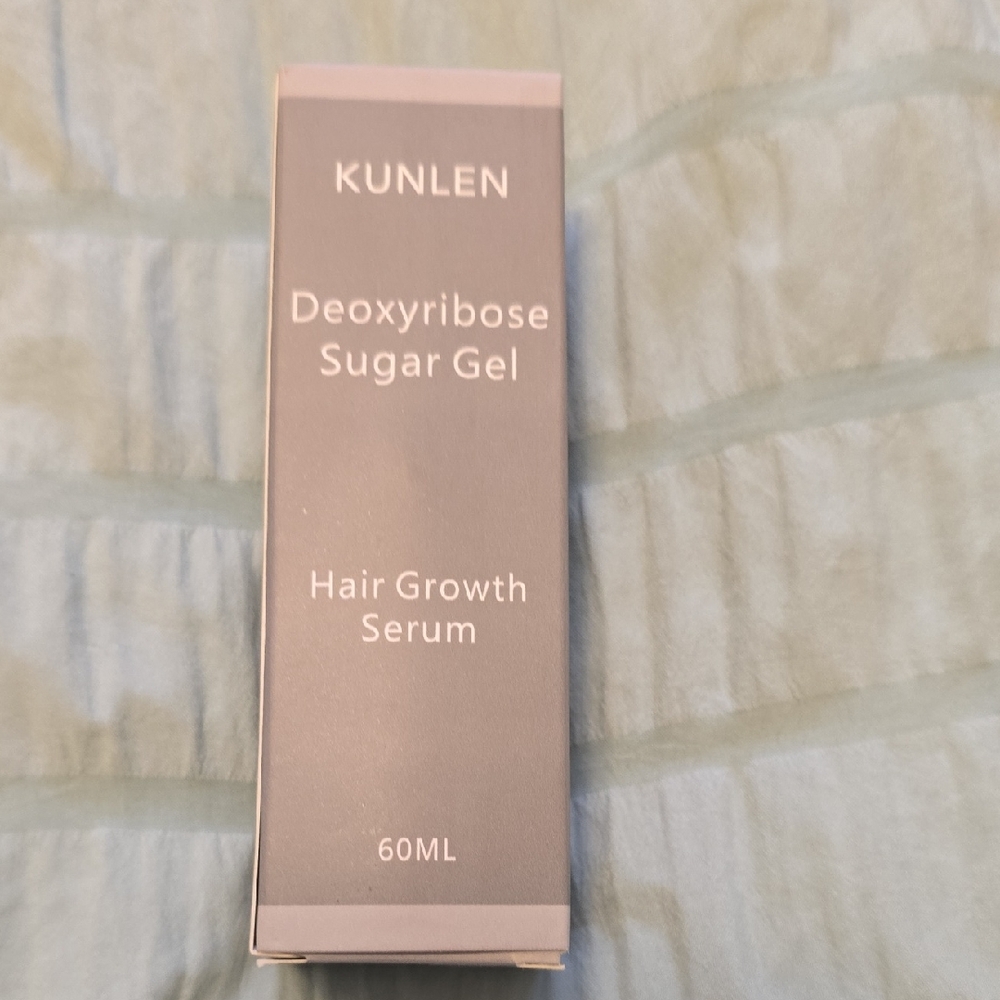 KUNLEN
Deoxyribose
Sugar Gel
Hair Growth
Serum
60ML